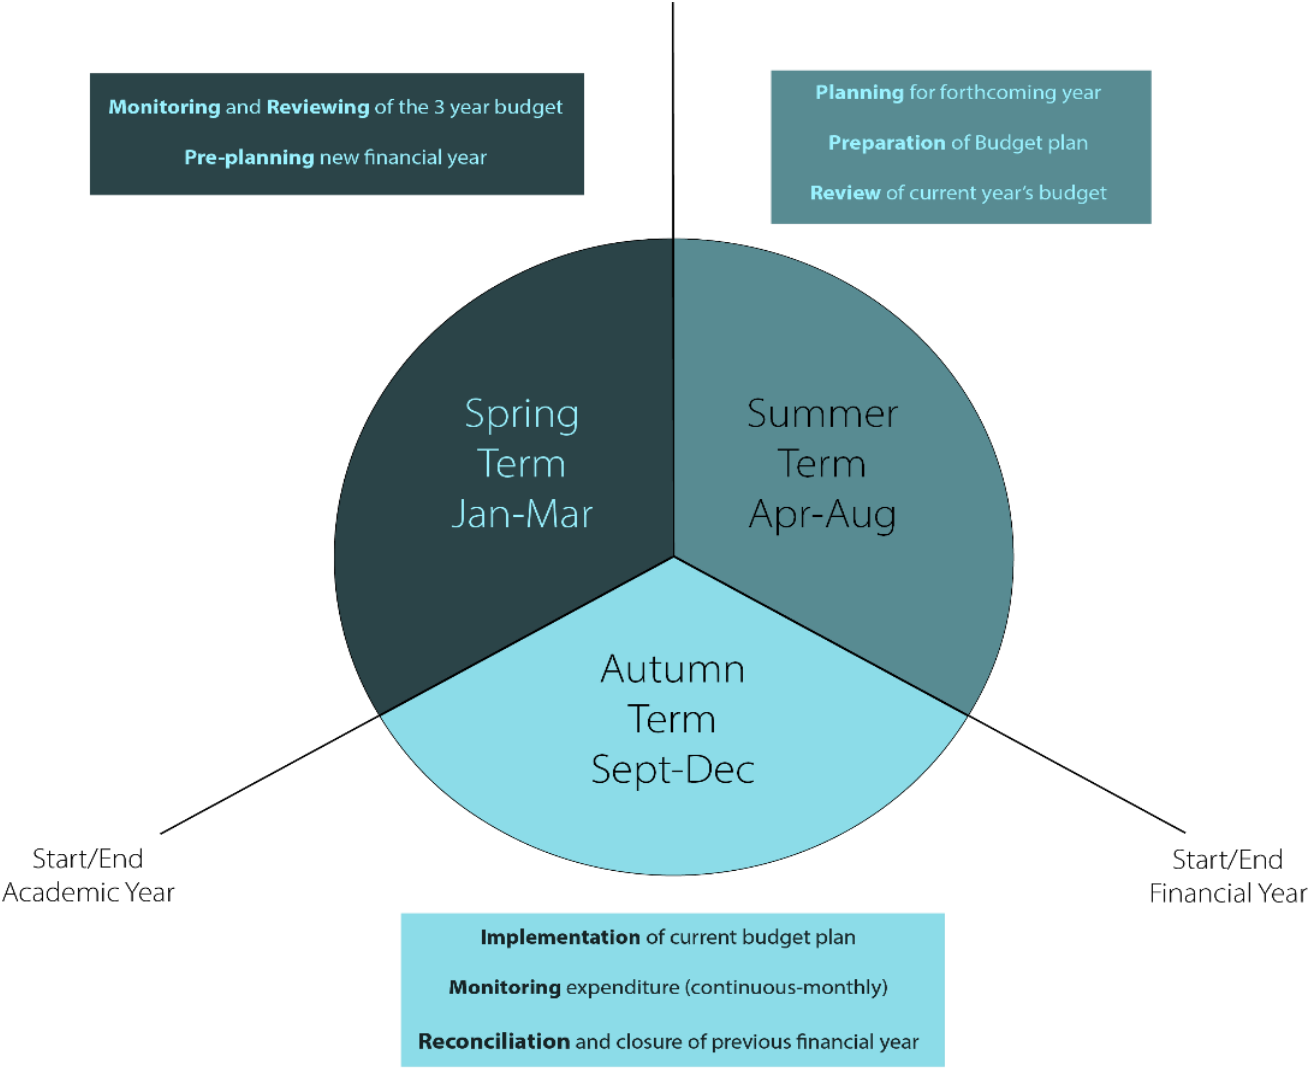 Monitoring and Reviewing of the 3 year budget
Pre-planning new financial year
Planning for forthcoming year
Preparation of Budget plan
Review of current year's budget
Spring
Term
Jan-Mar
Summer
Term
Apr-Aug
Autumn
Term
Sept-Dec
Start/End
Academic Year
Start/End
Financial Year
Implementation of current budget plan
Monitoring expenditure (continuous-monthly)
Reconciliation and closure of previous financial year